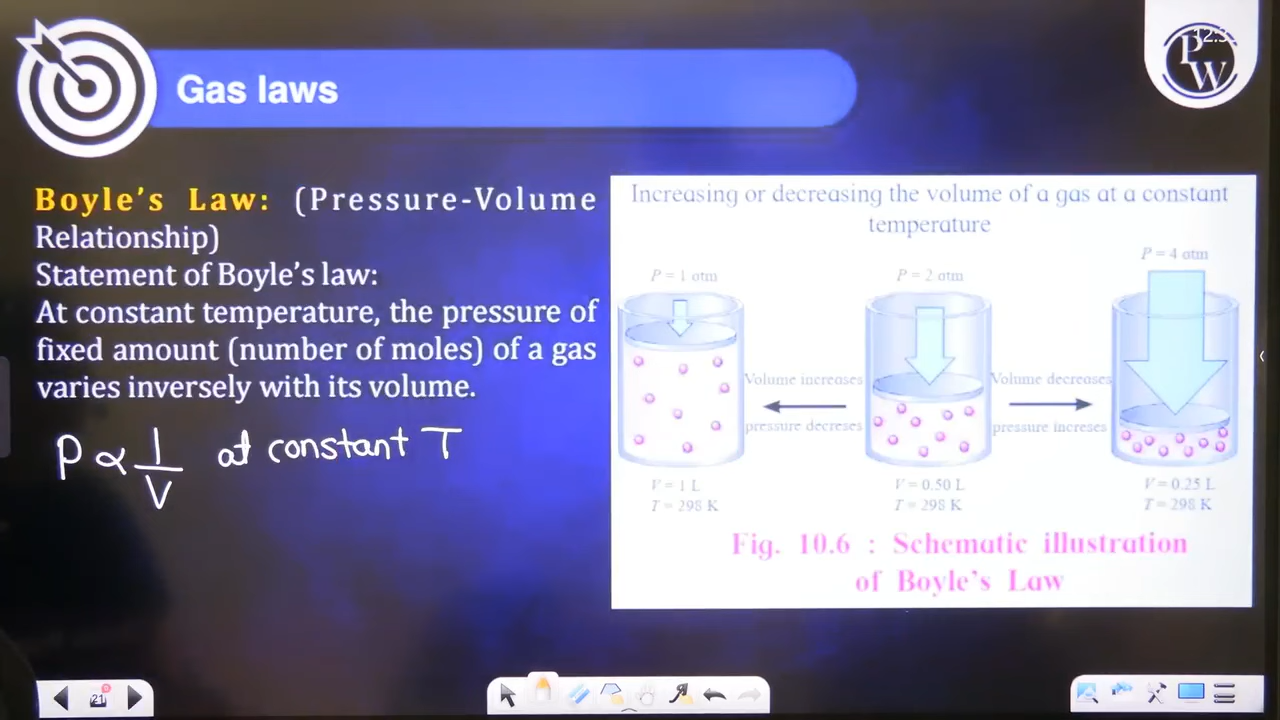 Gas laws
P
W
Boyle's Law: (Pressure-Volume
Relationship)
Statement of Boyle's law:
At constant temperature, the pressure of
fixed amount (number of moles) of a gas
varies inversely with its volume.
P ∝ 1/V at constant T
Increasing or decreasing the volume of a gas at a constant
temperature
P = 1 atm
P = 2 atm
P = 4 atm
Volume increases
pressure decreses
Volume decreases
pressure increses
V = 1 L
T = 298 K
V = 0.50 L
T = 298 K
V = 0.25 L
T = 298 K
Fig. 10.6 : Schematic illustration
of Boyle's Law
21